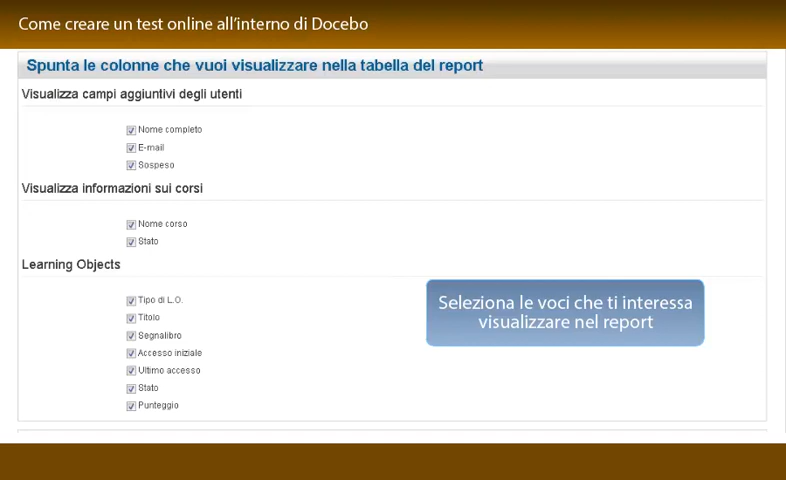 Come creare un test online all'interno di Docebo
Spunta le colonne che vuoi visualizzare nella tabella del report
Visualizza campi aggiuntivi degli utenti
Nome completo
E-mail
Sospeso
Visualizza informazioni sui corsi
Nome corso
Stato
Learning Objects
Tipo di L.O.
Titolo
Segnalibro
Accesso iniziale
Ultimo accesso
Stato
Punteggio
Seleziona le voci che ti interessa
visualizzare nel report